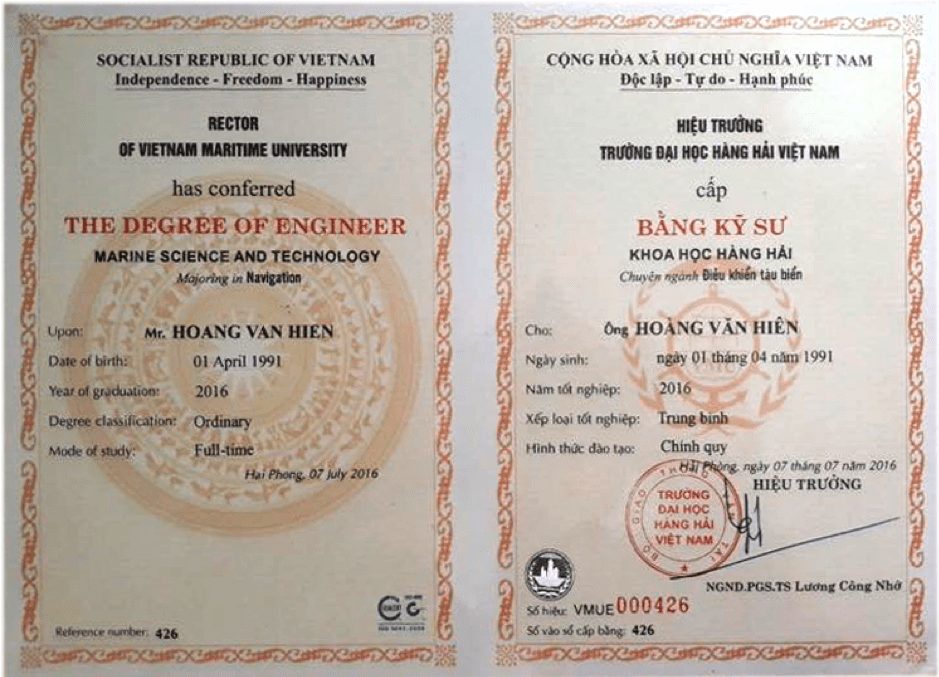 SOCIALIST REPUBLIC OF VIETNAM
Independence - Freedom - Happiness
RECTOR
OF VIETNAM MARITIME UNIVERSITY
has conferred
THE DEGREE OF ENGINEER
MARINE SCIENCE AND TECHNOLOGY
Majoring in Navigation
Upon: Mr. HOANG VAN HIEN
Date of birth: 01 April 1991
Year of graduation: 2016
Degree classification: Ordinary
Mode of study: Full-time
Hai Phong, 07 July 2016
Reference number: 426
CỘNG HÒA XÃ HỘI CHỦ NGHĨA VIỆT NAM
Độc lập - Tự do - Hạnh phúc
HIỆU TRƯỞNG
TRƯỜNG ĐẠI HỌC HÀNG HẢI VIỆT NAM
cấp
BẰNG KỸ SƯ
KHOA HỌC HÀNG HẢI
Chuyên ngành Điều khiển tàu biển
Cho: Ông HOÀNG VĂN HIÊN
Ngày sinh: ngày 01 tháng 04 năm 1991
Năm tốt nghiệp: 2016
Xếp loại tốt nghiệp: Trung bình
Hình thức đào tạo: Chính quy
Hải Phòng, ngày 07 tháng 07 năm 2016
HIỆU TRƯỞNG
BỘ GIAO THÔNG VẬN TẢI
TRƯỜNG
ĐẠI HỌC
HÀNG HẢI
VIỆT NAM
NGND.PGS.TS Lương Công Nhớ
Số hiệu: VMUE000426
Số vào sổ cấp bằng: 426